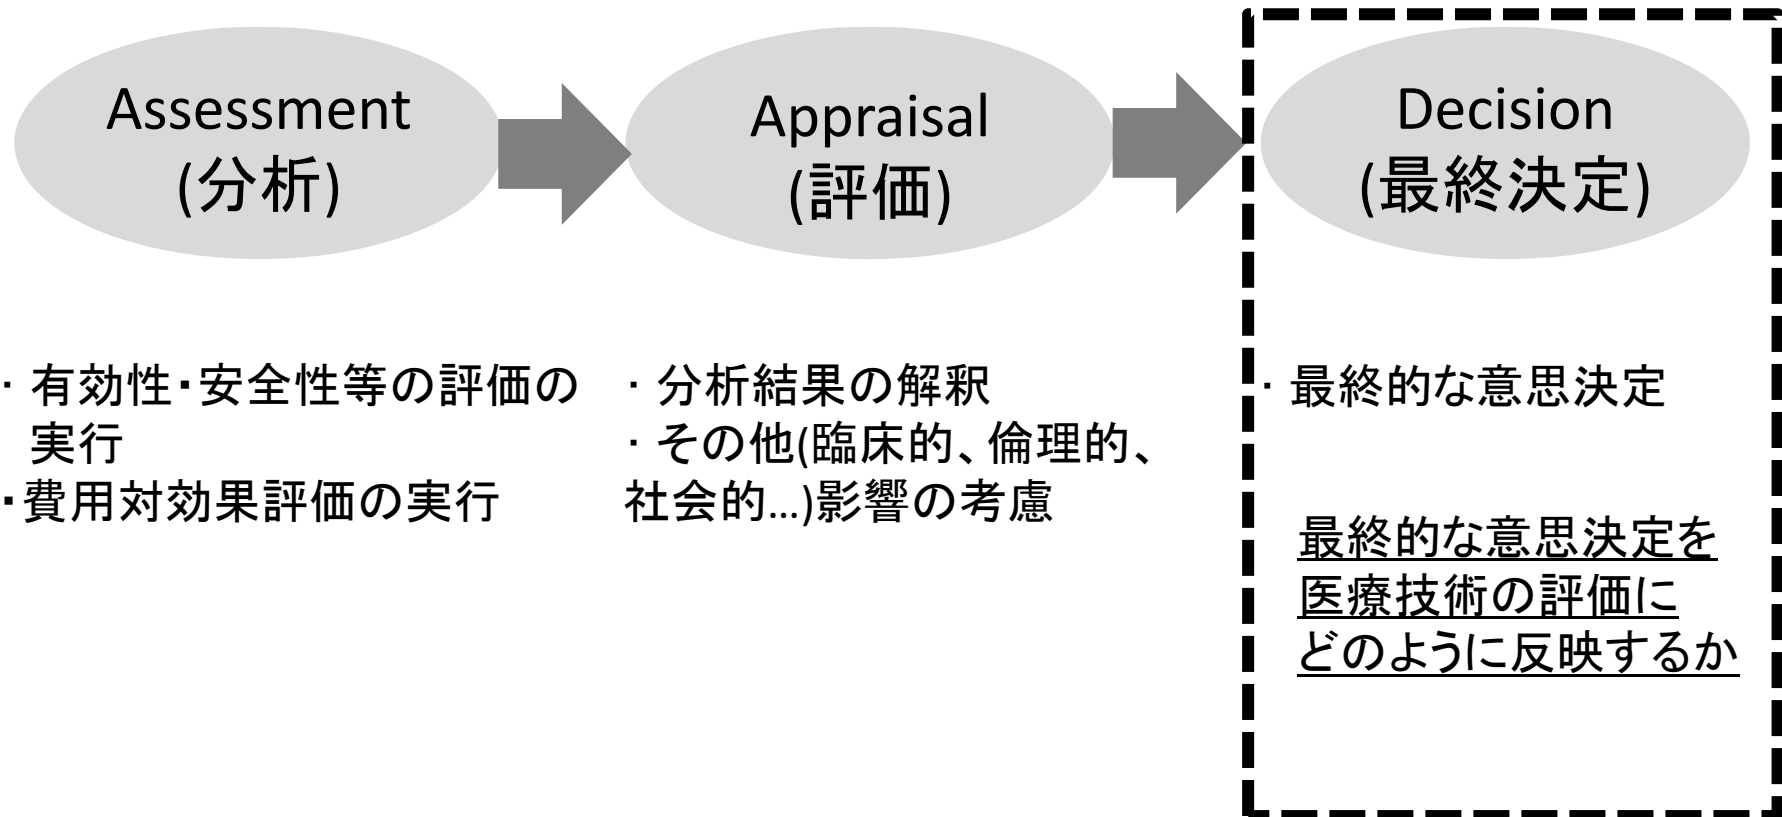 Assessment
(分析)
Appraisal
(評価)
Decision
(最終決定)
・有効性・安全性等の評価の
実行
・費用対効果評価の実行
・分析結果の解釈
・その他(臨床的、倫理的、
社会的…)影響の考慮
・最終的な意思決定
最終的な意思決定を
医療技術の評価に
どのように反映するか